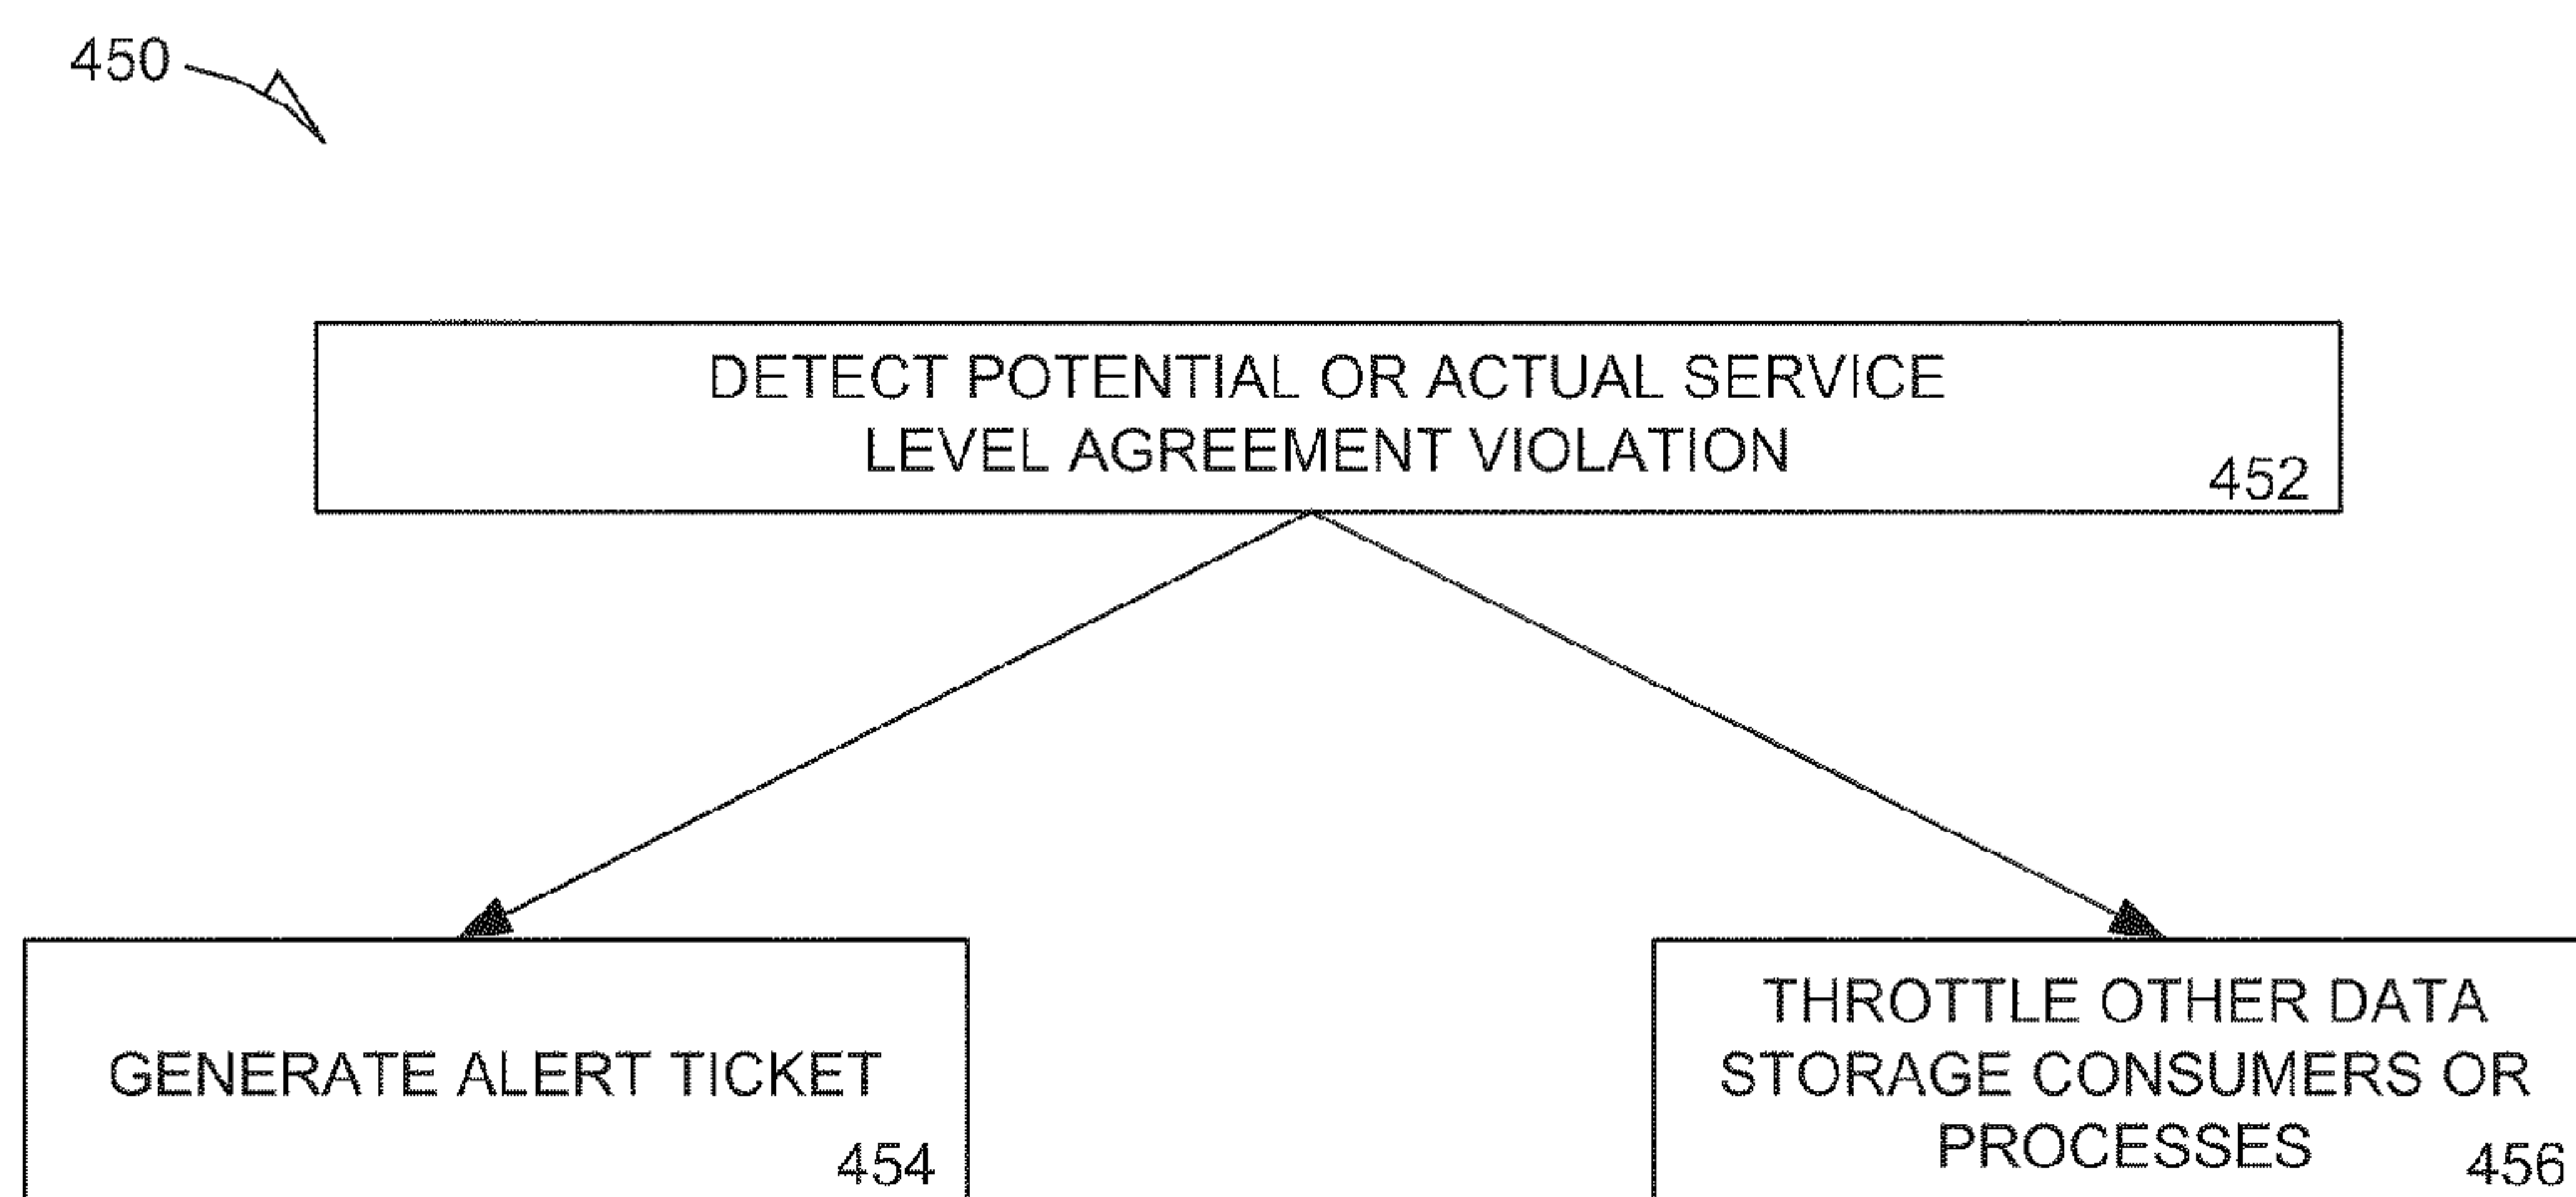 450
DETECT POTENTIAL OR ACTUAL SERVICE
LEVEL AGREEMENT VIOLATION
452
GENERATE ALERT TICKET
454
THROTTLE OTHER DATA
STORAGE CONSUMERS OR
PROCESSES
456